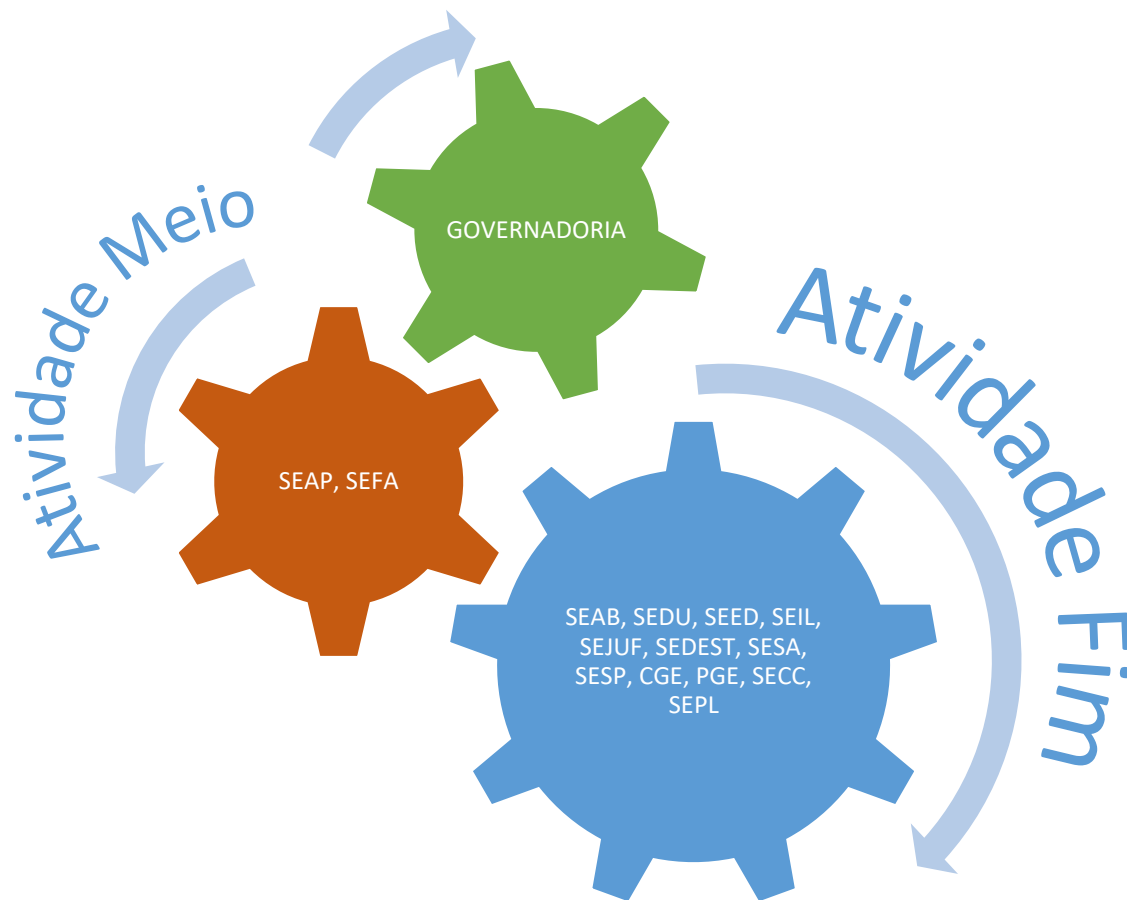 GOVERNADORIA
Atividade Meio
SEAP, SEFA
Atividade Fim
SEAB, SEDU, SEED, SEIL,
SEJUF, SEDEST, SESA,
SESP, CGE, PGE, SECC,
SEPL